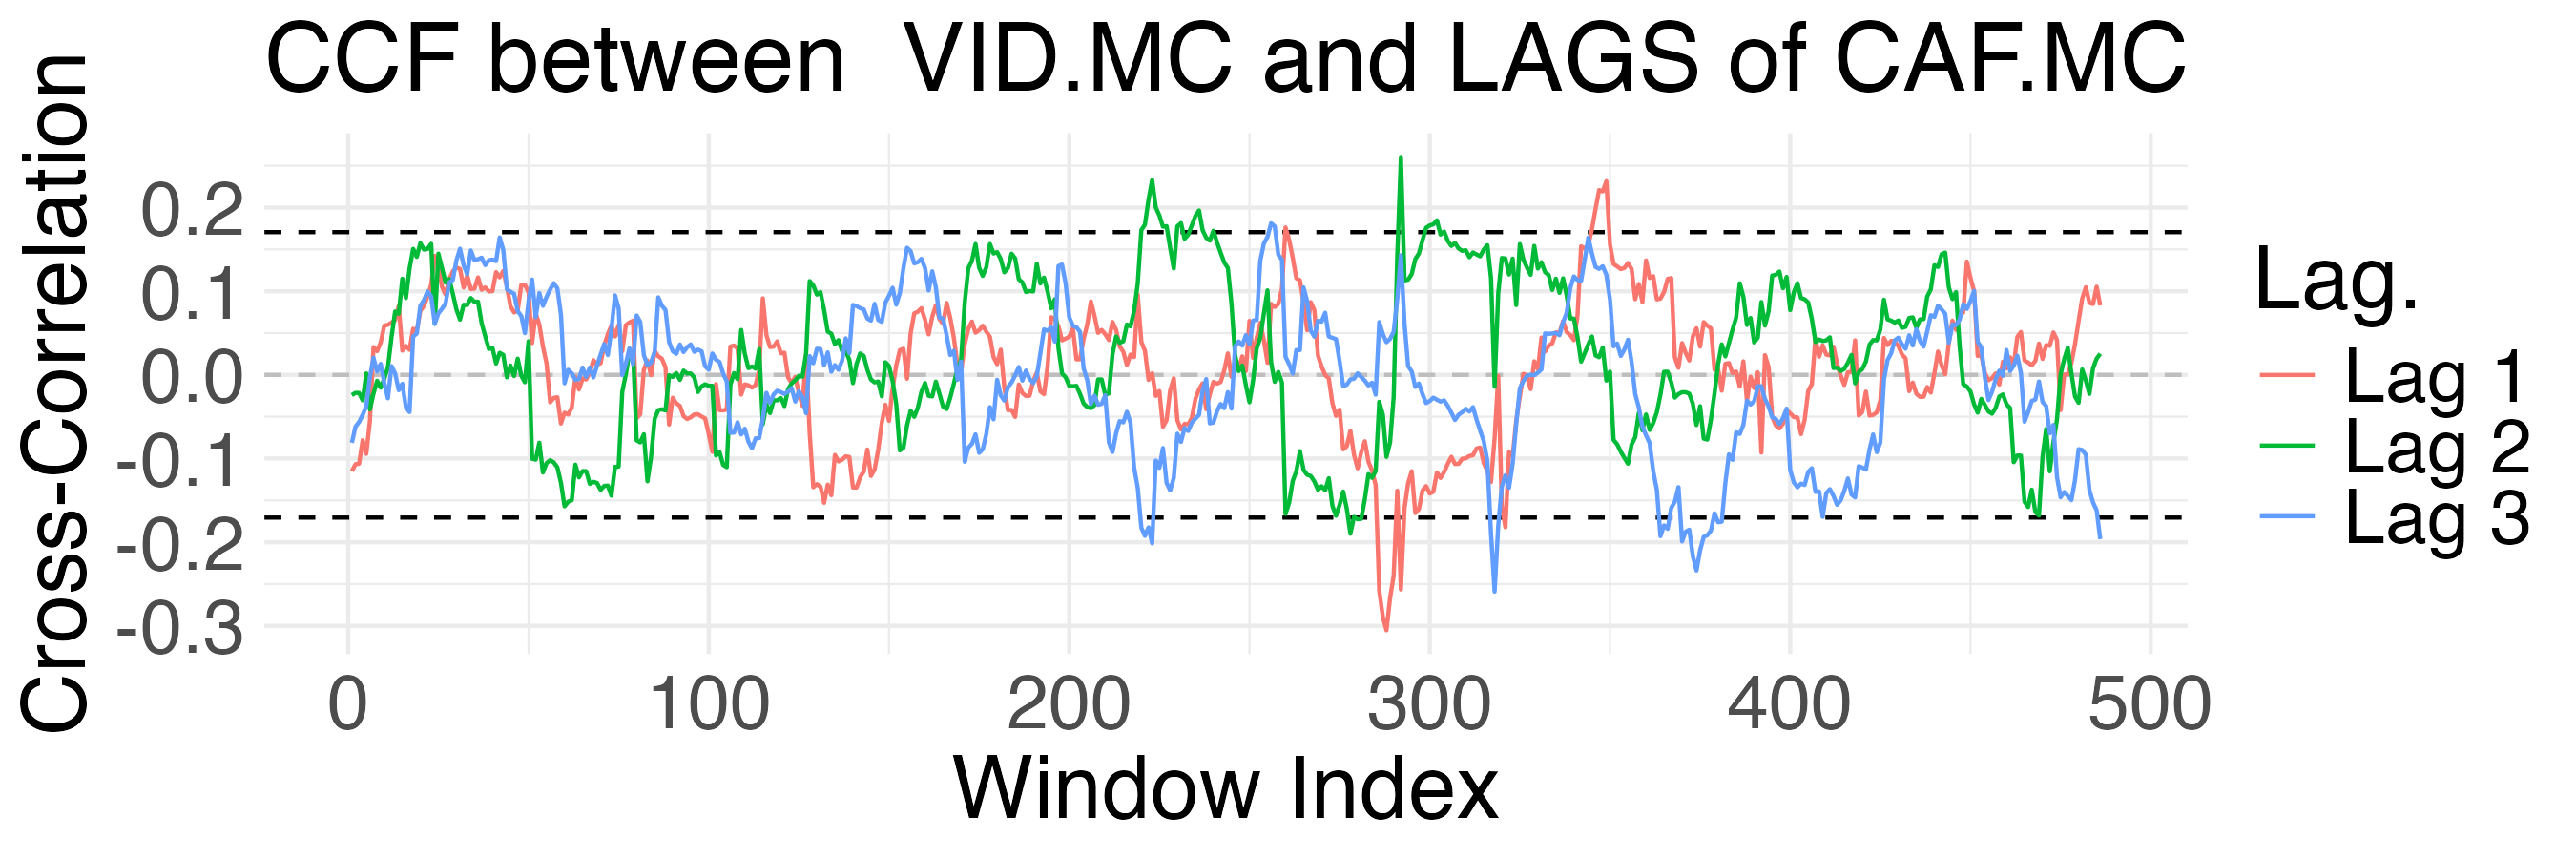 CCF between  VID.MC and LAGS of CAF.MC
Cross-Correlation
0.2
0.1
0.0
-0.1
-0.2
-0.3
0 100 200 300 400 500
Window Index
Lag.
Lag 1
Lag 2
Lag 3